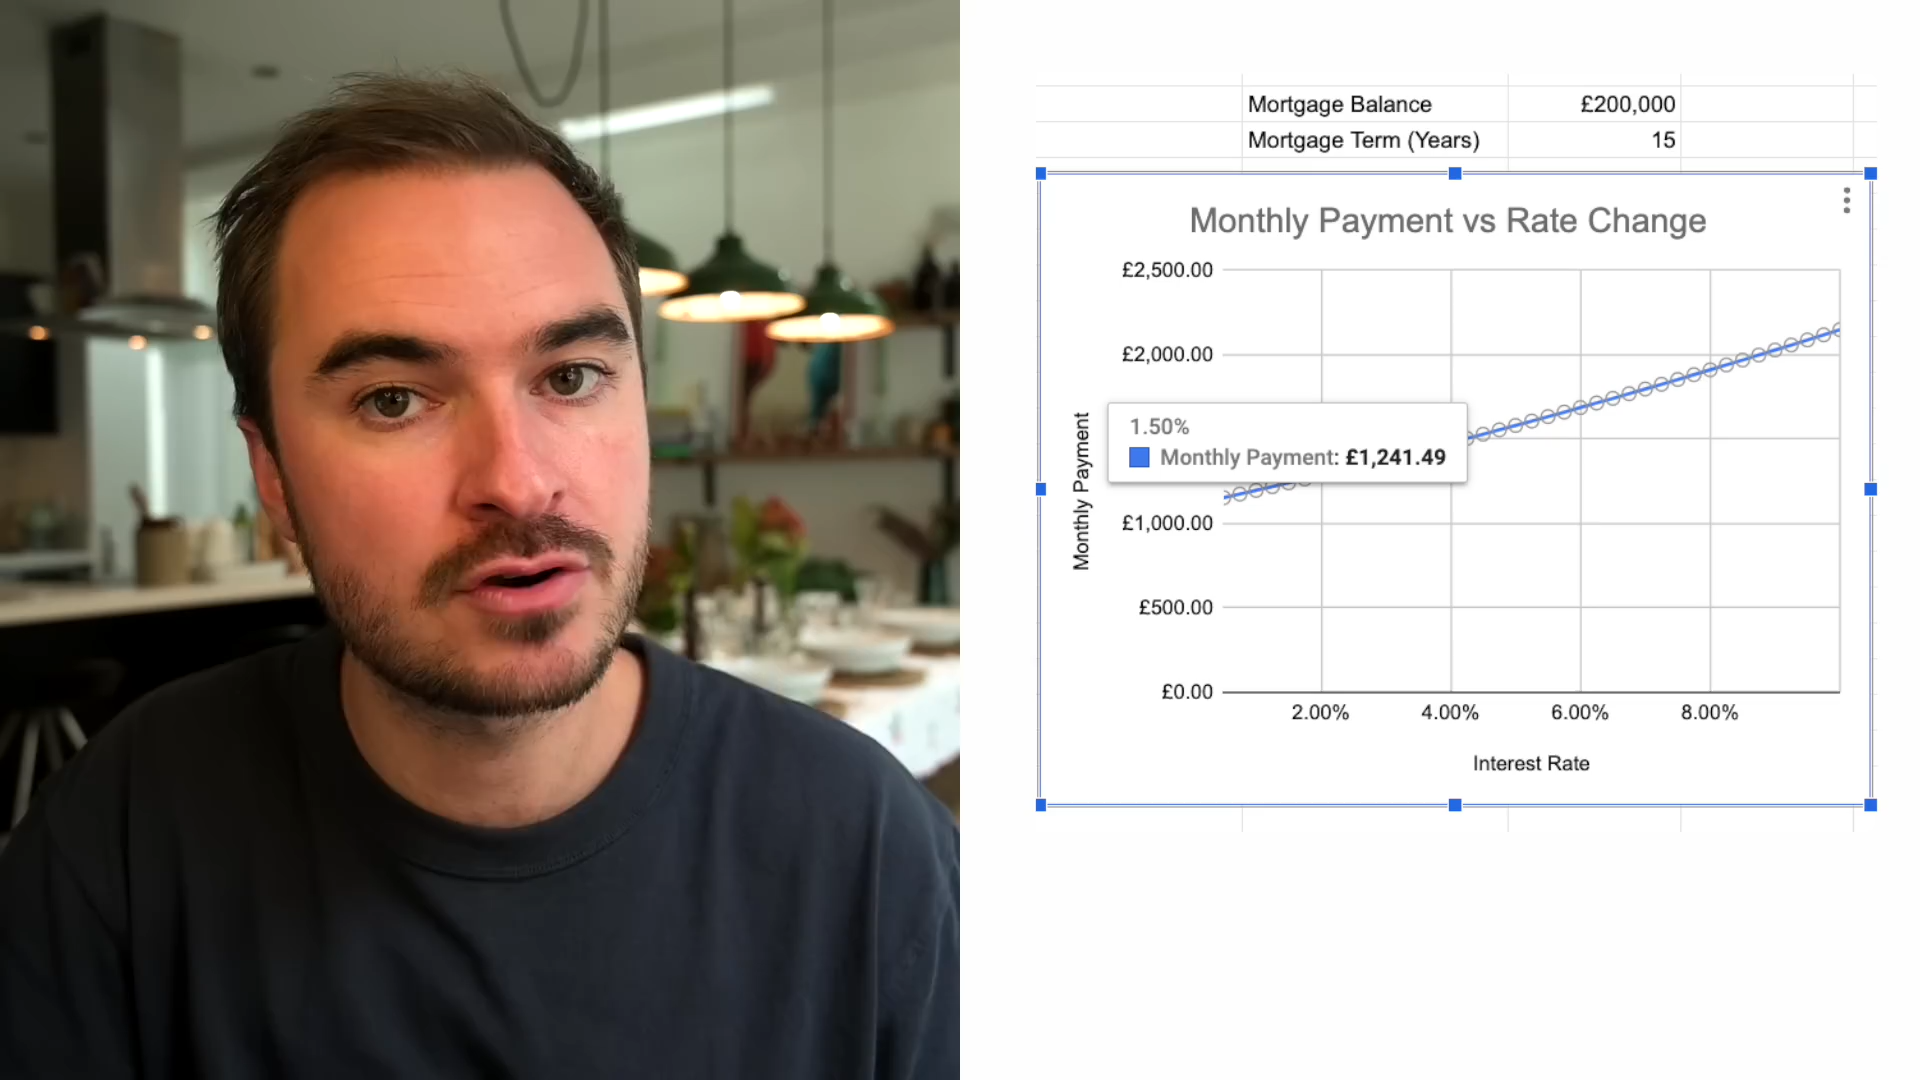 Mortgage Balance £200,000
Mortgage Term (Years) 15
Monthly Payment vs Rate Change
£2,500.00
£2,000.00
1.50%
Monthly Payment: £1,241.49
Monthly Payment
£1,000.00
£500.00
£0.00
2.00% 4.00% 6.00% 8.00%
Interest Rate